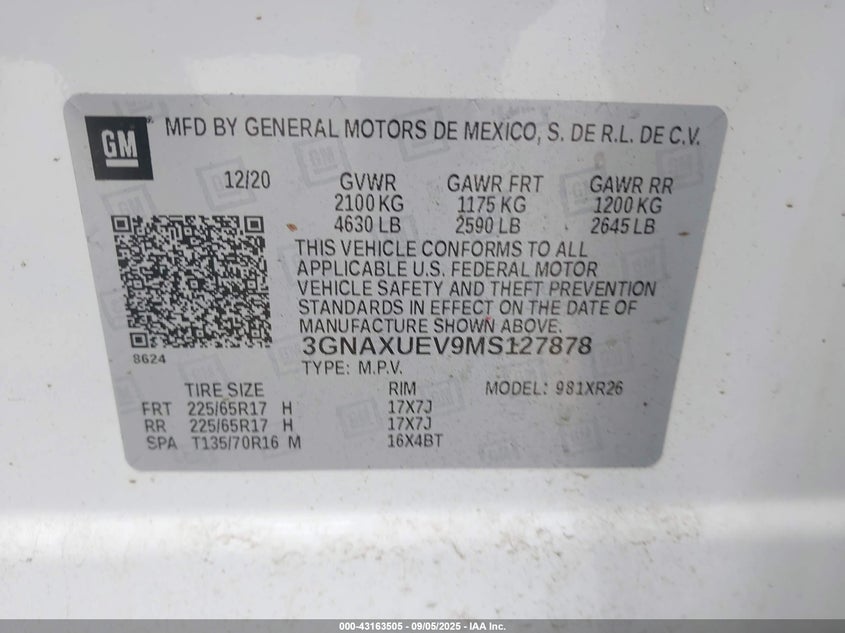 GM
MFD BY GENERAL MOTORS DE MEXICO, S. DE R.L. DE C.V.
12/20 GVWR GAWR FRT GAWR RR
2100 KG 1175 KG 1200 KG
4630 LB 2590 LB 2645 LB
THIS VEHICLE CONFORMS TO ALL
APPLICABLE U.S. FEDERAL MOTOR
VEHICLE SAFETY AND THEFT PREVENTION
STANDARDS IN EFFECT ON THE DATE OF
MANUFACTURE SHOWN ABOVE.
8624
3GNAXUEV9MS127878
TYPE: M.P.V.
TIRE SIZE RIM MODEL: 981XR26
FRT 225/65R17 H 17X7J
RR 225/65R17 H 17X7J
SPA T135/70R16 M 16X4BT
000-43163505 - 09/05/2025 - IAA Inc.